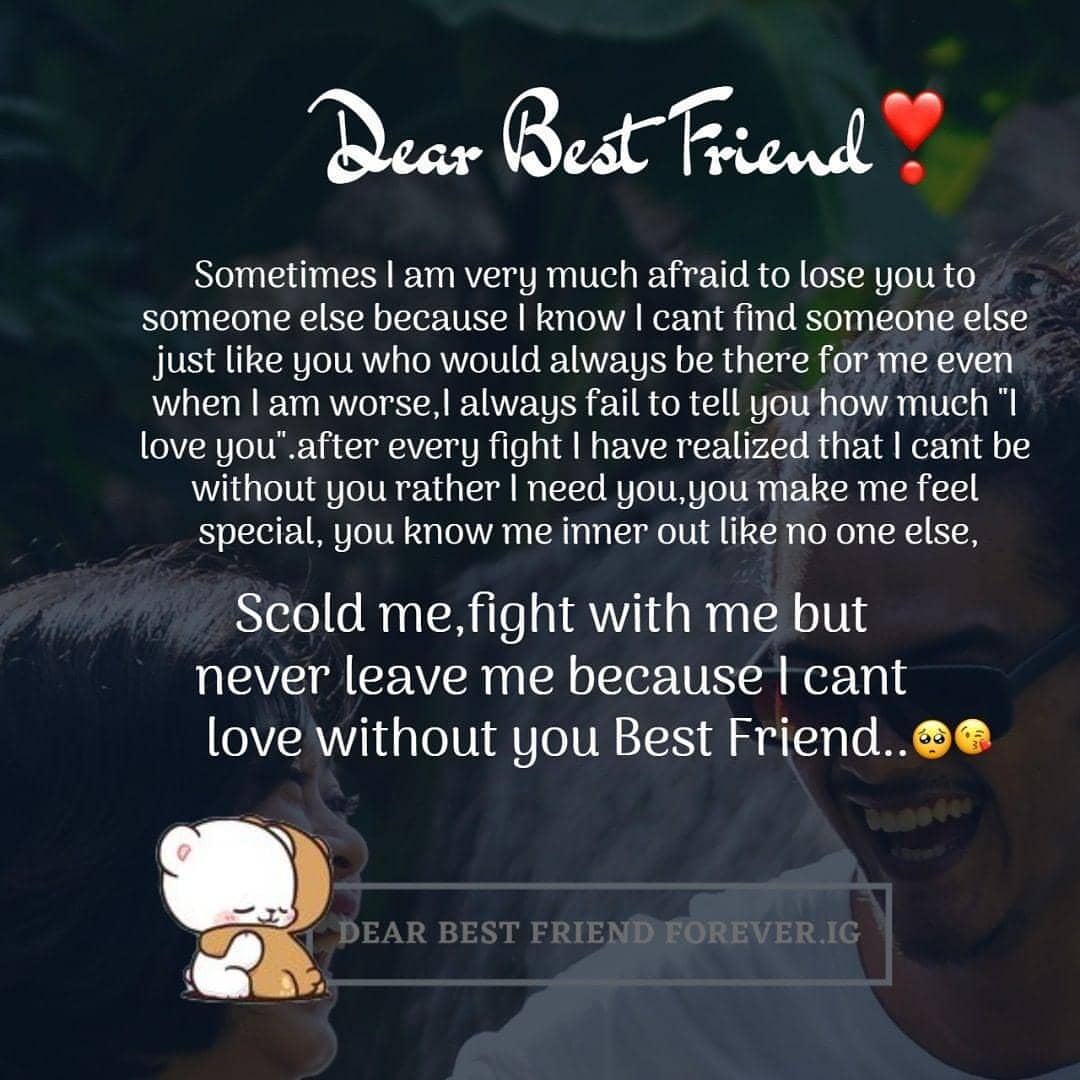 Dear Best Friend❣️
Sometimes I am very much afraid to lose you to
someone else because I know I cant find someone else
just like you who would always be there for me even
when I am worse,I always fail to tell you how much "I
love you".after every fight I have realized that I cant be
without you rather I need you,you make me feel
special, you know me inner out like no one else,
Scold me,fight with me but
never leave me because I cant
love without you Best Friend..🥺😘
DEAR BEST FRIEND FOREVER.IG